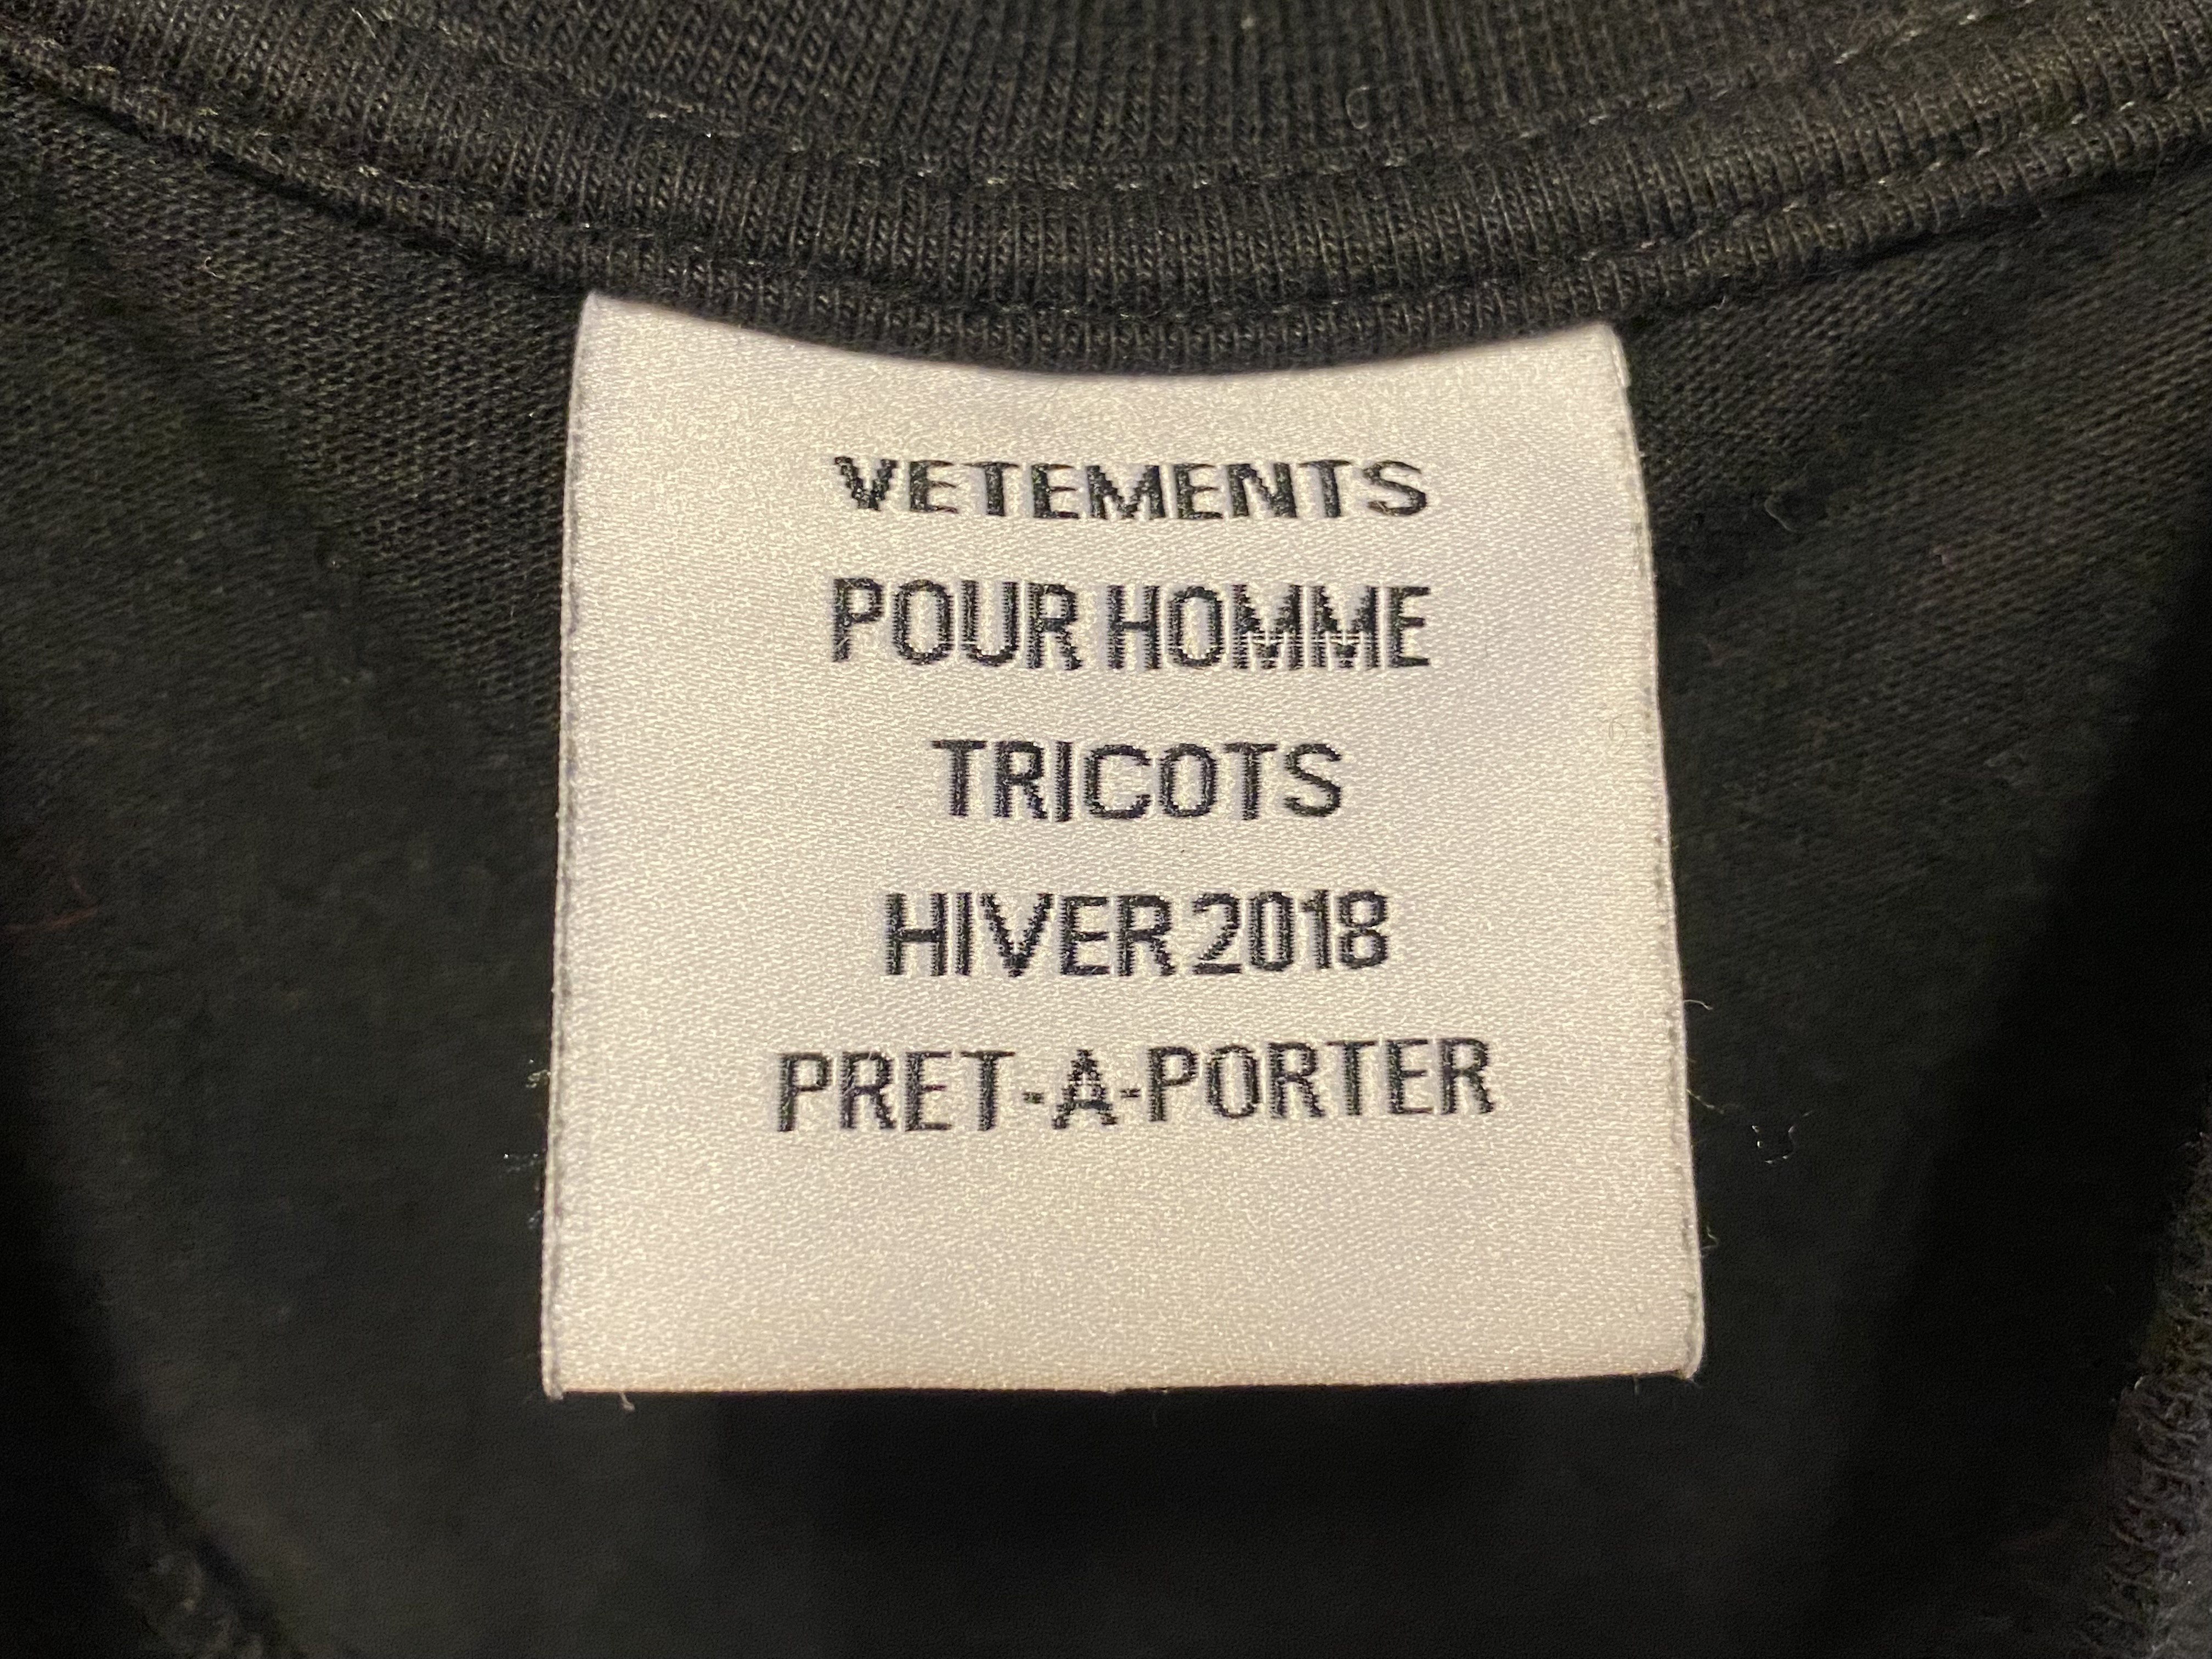 VETEMENTS
POUR HOMME
TRICOTS
HIVER 2018
PRET-A-PORTER